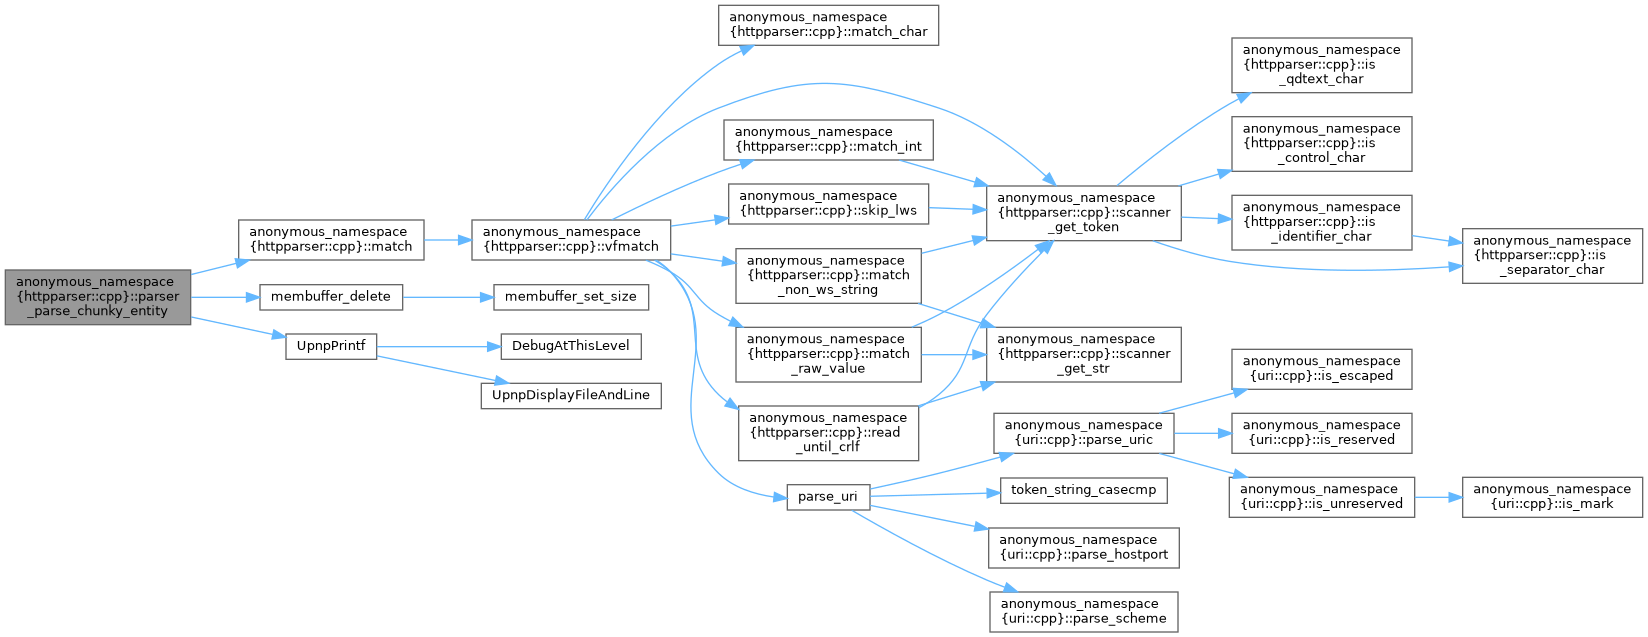 anonymous_namespace
{httpparser::cpp}::parser
_parse_chunky_entity
anonymous_namespace
{httpparser::cpp}::match
membuffer_delete
UpnpPrintf
anonymous_namespace
{httpparser::cpp}::vfmatch
membuffer_set_size
DebugAtThisLevel
UpnpDisplayFileAndLine
anonymous_namespace
{httpparser::cpp}::match_char
anonymous_namespace
{httpparser::cpp}::match_int
anonymous_namespace
{httpparser::cpp}::skip_lws
anonymous_namespace
{httpparser::cpp}::match
_non_ws_string
anonymous_namespace
{httpparser::cpp}::match
_raw_value
anonymous_namespace
{httpparser::cpp}::read
_until_crlf
parse_uri
anonymous_namespace
{httpparser::cpp}::scanner
_get_token
anonymous_namespace
{httpparser::cpp}::scanner
_get_str
anonymous_namespace
{uri::cpp}::parse_uric
token_string_casecmp
anonymous_namespace
{uri::cpp}::parse_hostport
anonymous_namespace
{uri::cpp}::parse_scheme
anonymous_namespace
{httpparser::cpp}::is
_qdtext_char
anonymous_namespace
{httpparser::cpp}::is
_control_char
anonymous_namespace
{httpparser::cpp}::is
_identifier_char
anonymous_namespace
{httpparser::cpp}::is
_separator_char
anonymous_namespace
{uri::cpp}::is_escaped
anonymous_namespace
{uri::cpp}::is_reserved
anonymous_namespace
{uri::cpp}::is_unreserved
anonymous_namespace
{uri::cpp}::is_mark